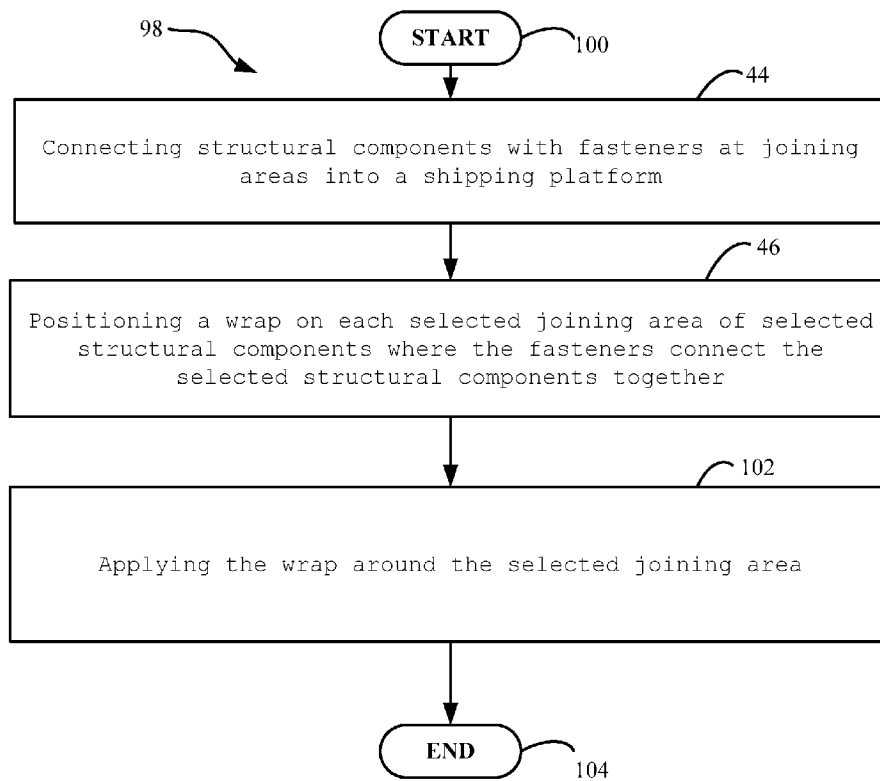 98
START
100
44
Connecting structural components with fasteners at joining
areas into a shipping platform
46
Positioning a wrap on each selected joining area of selected
structural components where the fasteners connect the
selected structural components together
102
Applying the wrap around the selected joining area
END
104